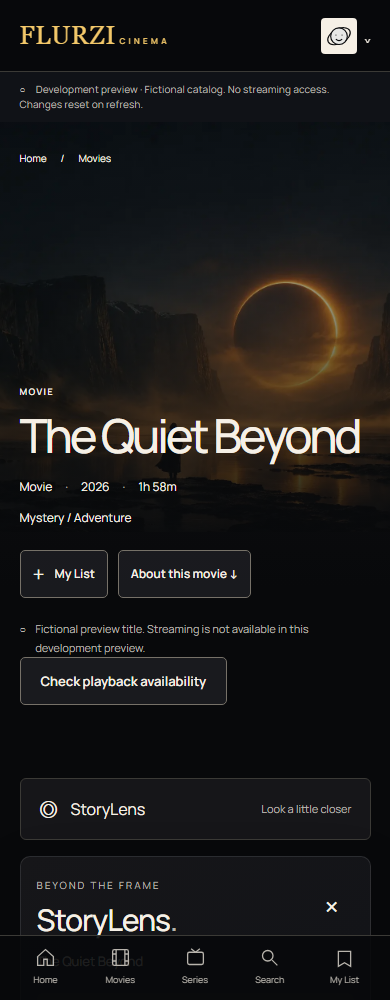 FLURZI CINEMA
Development preview · Fictional catalog. No streaming access.
Changes reset on refresh.
Home / Movies
MOVIE
The Quiet Beyond
Movie · 2026 · 1h 58m
Mystery / Adventure
+ My List
About this movie ↓
Fictional preview title. Streaming is not available in this
development preview.
Check playback availability
StoryLens
Look a little closer
BEYOND THE FRAME
StoryLens.
×
The Quiet Beyond
Home
Movies
Series
Search
My List